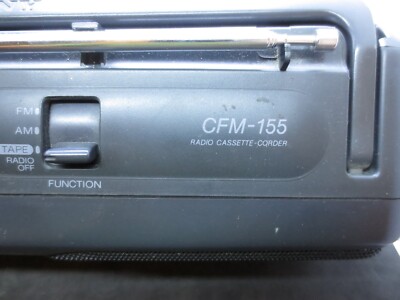 FM
AM
TAPE
RADIO
OFF
FUNCTION
CFM-155
RADIO CASSETTE-CORDER